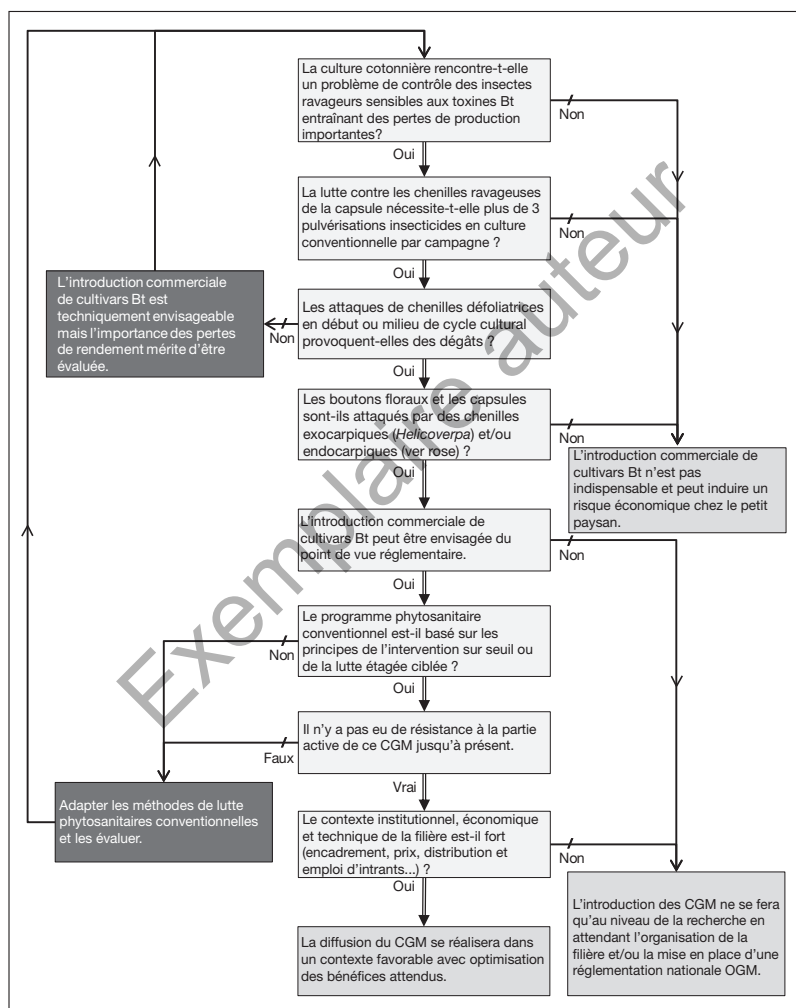 La culture cotonnière rencontre-t-elle
un problème de contrôle des insectes
ravageurs sensibles aux toxines Bt
entraînant des pertes de production
importantes?
Non
Oui
La lutte contre les chenilles ravageuses
de la capsule nécessite-t-elle plus de 3
pulvérisations insecticides en culture
conventionnelle par campagne ?
Non
Oui
L'introduction commerciale
de cultivars Bt est
techniquement envisageable
mais l'importance des pertes
de rendement mérite d'être
évaluée.
Les attaques de chenilles défoliatrices
en début ou milieu de cycle cultural
provoquent-elles des dégâts ?
Non
Oui
Les boutons floraux et les capsules
sont-ils attaqués par des chenilles
exocarpiques (Helicoverpa) et/ou
endocarpiques (ver rose) ?
Non
Oui
L'introduction commerciale de
cultivars Bt n'est pas
indispensable et peut induire un
risque économique chez le petit
paysan.
L'introduction commerciale de
cultivars Bt peut être envisagée du
point de vue réglementaire.
Non
Oui
Le programme phytosanitaire
conventionnel est-il basé sur les
principes de l'intervention sur seuil ou
de la lutte étagée ciblée ?
Non
Oui
Il n'y a pas eu de résistance à la partie
active de ce CGM jusqu'à présent.
Faux
Vrai
Adapter les méthodes de lutte
phytosanitaires conventionnelles
et les évaluer.
Le contexte institutionnel, économique
et technique de la filière est-il fort
(encadrement, prix, distribution et
emploi d'intrants...) ?
Non
Oui
La diffusion du CGM se réalisera dans
un contexte favorable avec optimisation
des bénéfices attendus.
L'introduction des CGM ne se fera
qu'au niveau de la recherche en
attendant l'organisation de la
filière et/ou la mise en place d'une
réglementation nationale OGM.
Exemplaire auteur